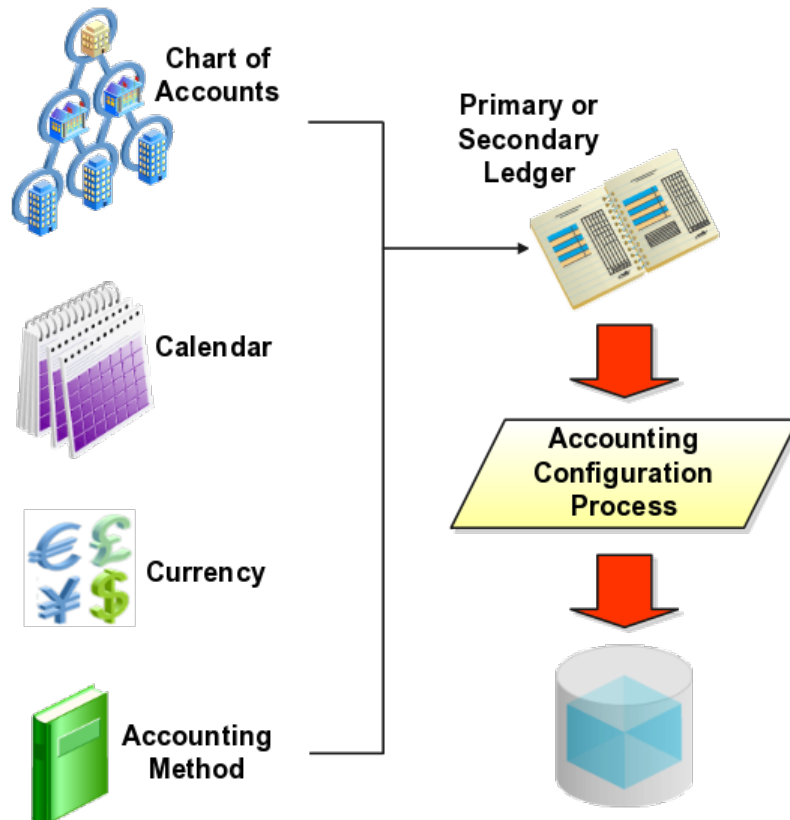 Chart of
Accounts
Primary or
Secondary
Ledger
Calendar
Accounting
Configuration
Process
Currency
Accounting
Method